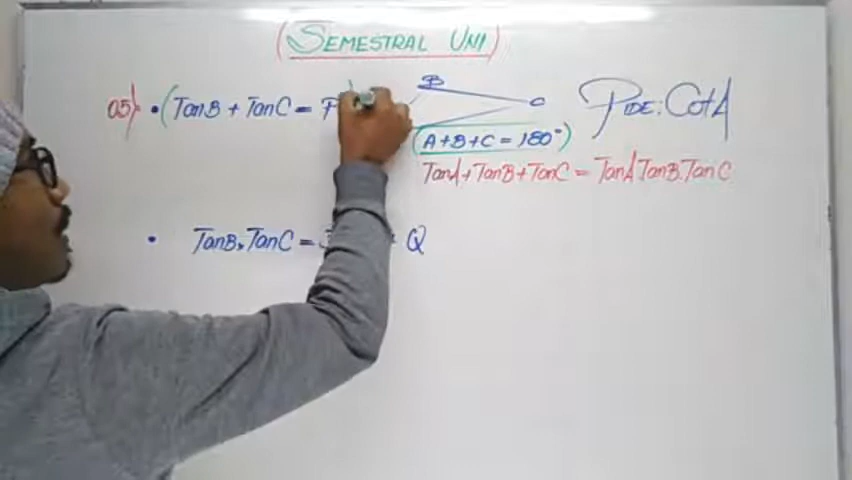 (SEMESTRAL UNI)
05) • (TanB + TanC = P
B
C
(A+B+C = 180°)
TanA + TanB + TanC = TanA.TanB.TanC
PIDE: CotA
• TanB.TanC = Q